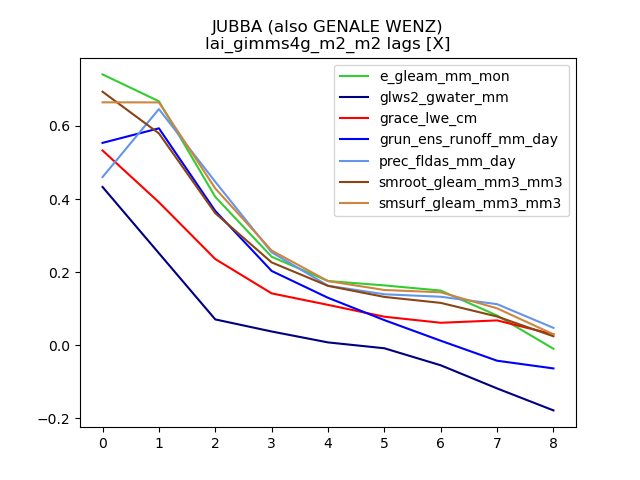 JUBBA (also GENALE WENZ)
lai_gimms4g_m2_m2 lags [X]
e_gleam_mm_mon
glws2_gwater_mm
grace_lwe_cm
grun_ens_runoff_mm_day
prec_fldas_mm_day
smroot_gleam_mm3_mm3
smsurf_gleam_mm3_mm3
0.6
0.4
0.2
0.0
−0.2
0 1 2 3 4 5 6 7 8